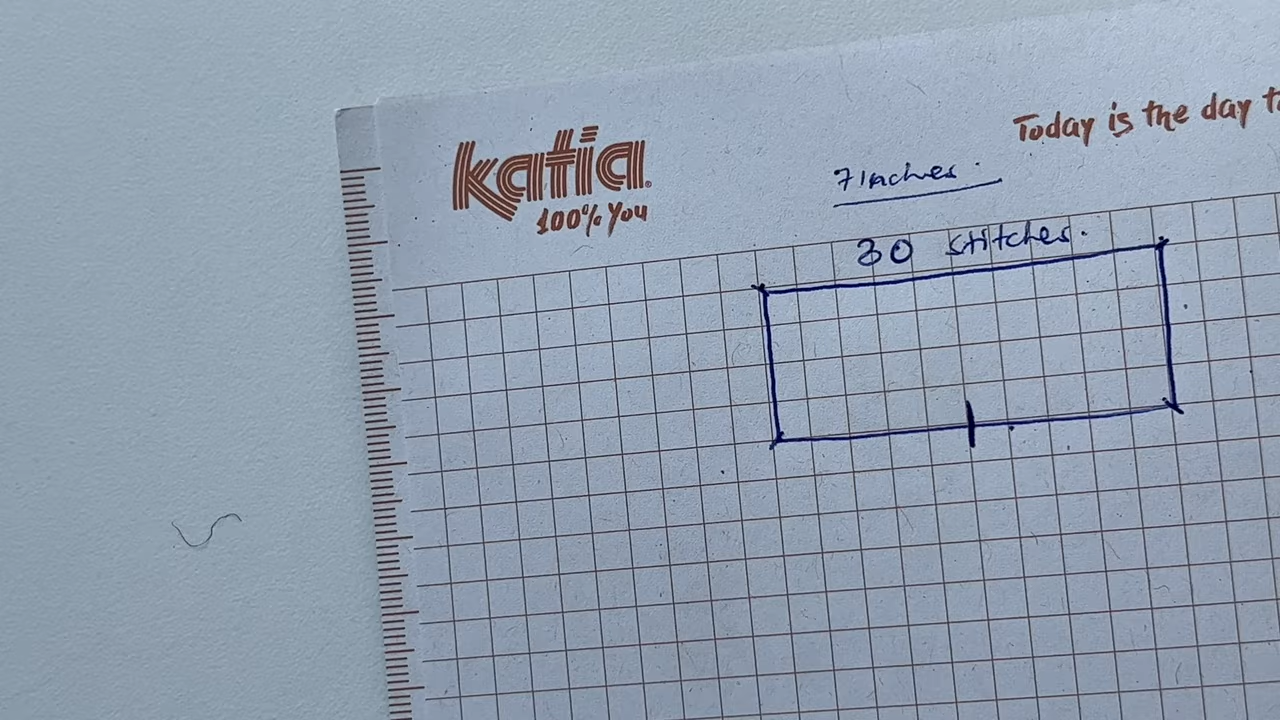 katia
100% You
Today is the day t
7 Inches.
30 stitches.